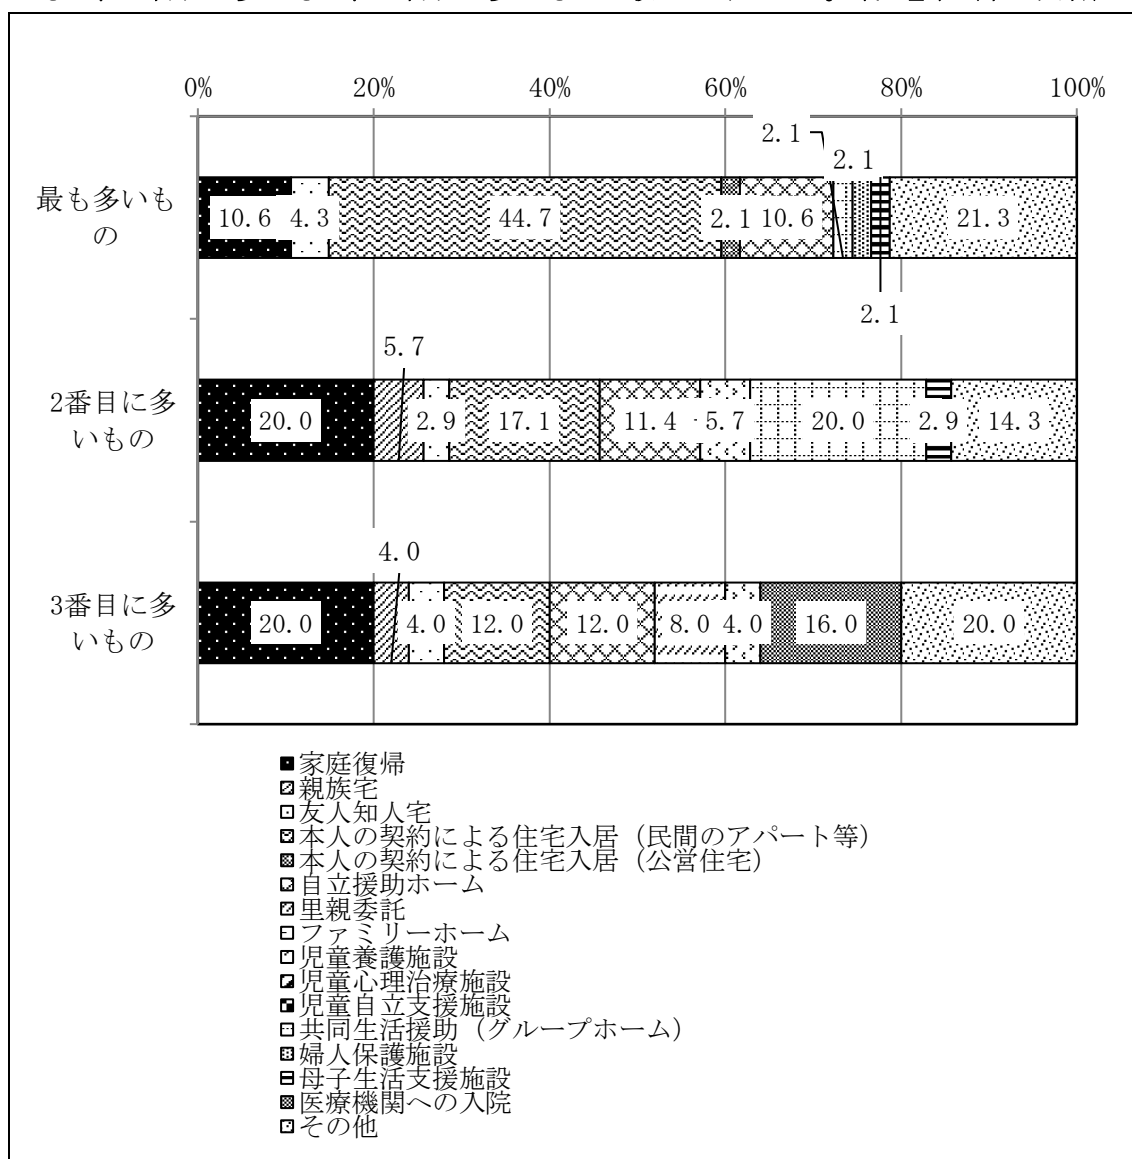 0%
20%
40%
60%
80%
100%
2.1
2.1
最も多いもの
10.6
4.3
44.7
2.1
10.6
21.3
2.1
5.7
2番目に多いもの
20.0
2.9
17.1
11.4
5.7
20.0
2.9
14.3
4.0
3番目に多いもの
20.0
4.0
12.0
12.0
8.0
4.0
16.0
20.0
家庭復帰
親族宅
友人知人宅
本人の契約による住宅入居（民間のアパート等）
本人の契約による住宅入居（公営住宅）
自立援助ホーム
里親委託
ファミリーホーム
児童養護施設
児童心理治療施設
児童自立支援施設
共同生活援助（グループホーム）
婦人保護施設
母子生活支援施設
医療機関への入院
その他